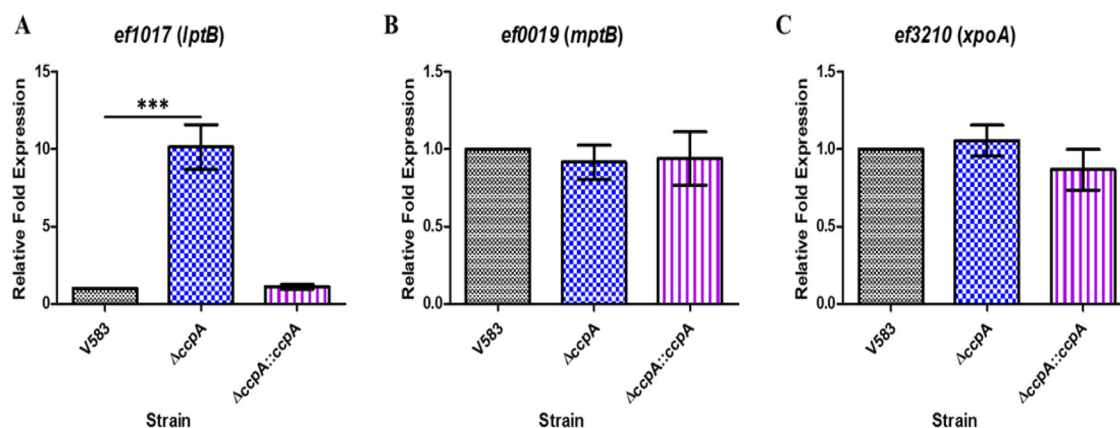 A
ef1017 (lptB)
Relative Fold Expression
15
10
5
0
***
V583
ΔccpA
ΔccpA::ccpA
Strain
B
ef0019 (mptB)
Relative Fold Expression
1.5
1.0
0.5
0.0
V583
ΔccpA
ΔccpA::ccpA
Strain
C
ef3210 (xpoA)
Relative Fold Expression
1.5
1.0
0.5
0.0
V583
ΔccpA
ΔccpA::ccpA
Strain